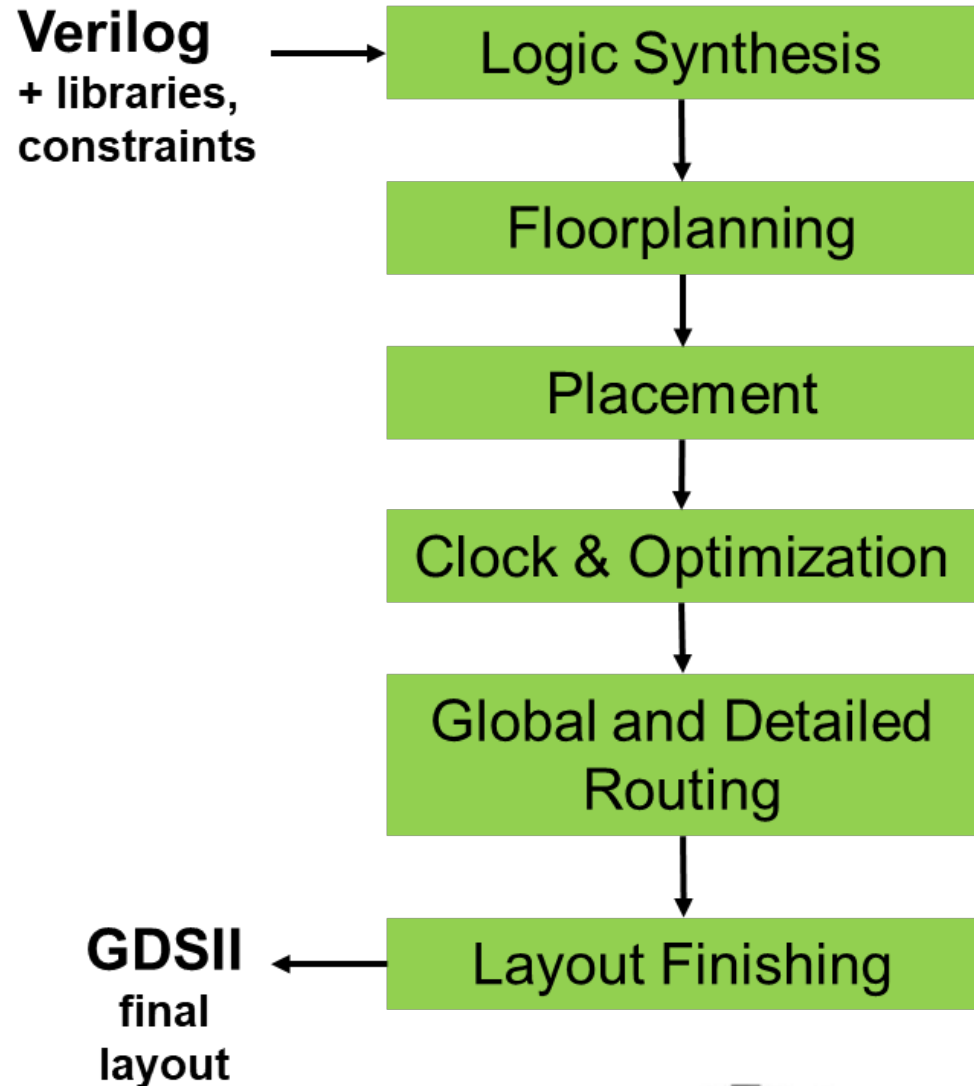 Verilog
+ libraries,
constraints
Logic Synthesis
Floorplanning
Placement
Clock & Optimization
Global and Detailed
Routing
Layout Finishing
GDSII
final
layout